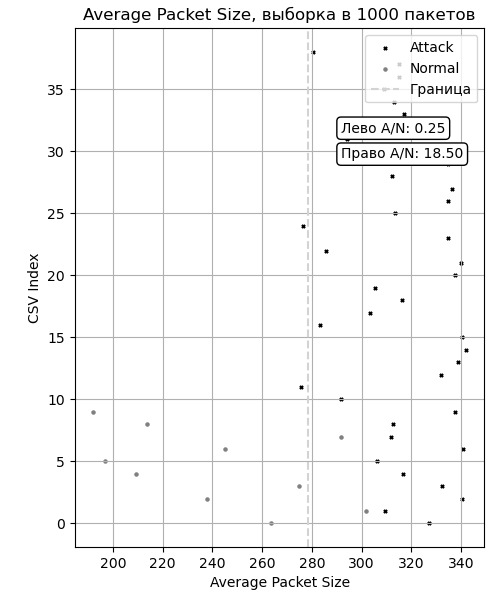 Average Packet Size, выборка в 1000 пакетов
Attack
Normal
Граница
Лево A/N: 0.25
Право A/N: 18.50
CSV Index
35
30
25
20
15
10
5
0
200 220 240 260 280 300 320 340
Average Packet Size